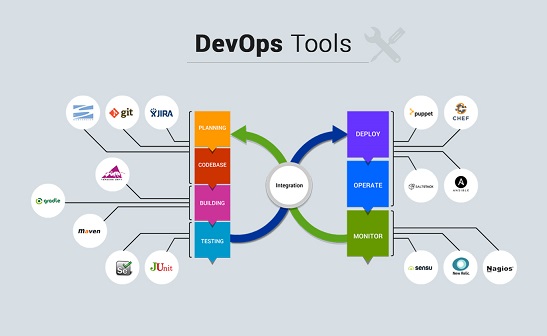 DevOps Tools
git
JIRA
PLANNING
CODEBASE
BUILDING
TESTING
gradle
maven
Se
JUnit
Integration
DEPLOY
OPERATE
MONITOR
puppet
CHEF
SALTSTACK
ANSIBLE
sensu
New Relic
Nagios